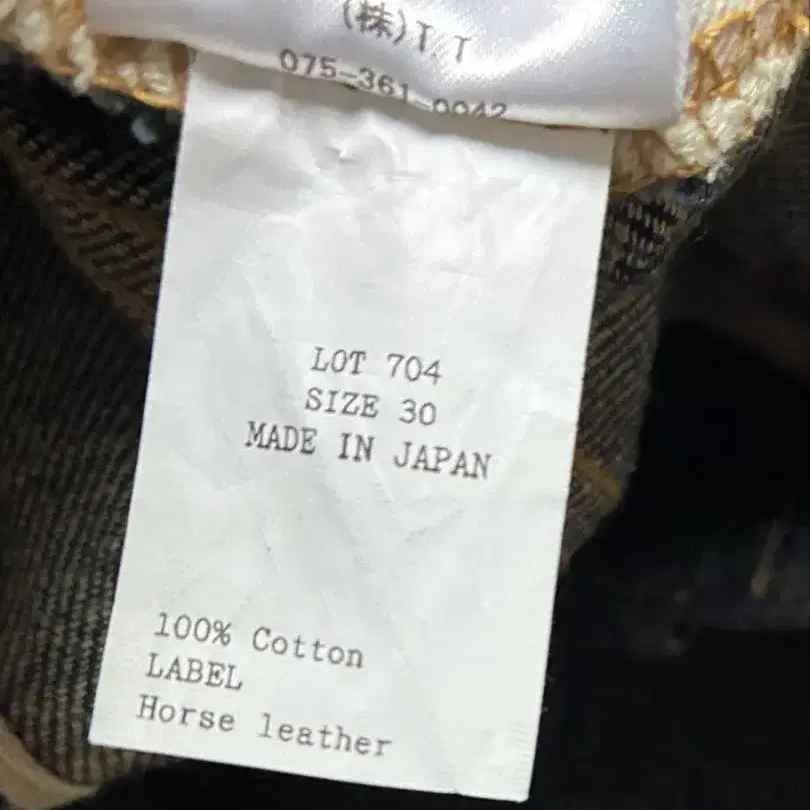 (株)T T
075-361-0042
LOT 704
SIZE 30
MADE IN JAPAN
100% Cotton
LABEL
Horse leather